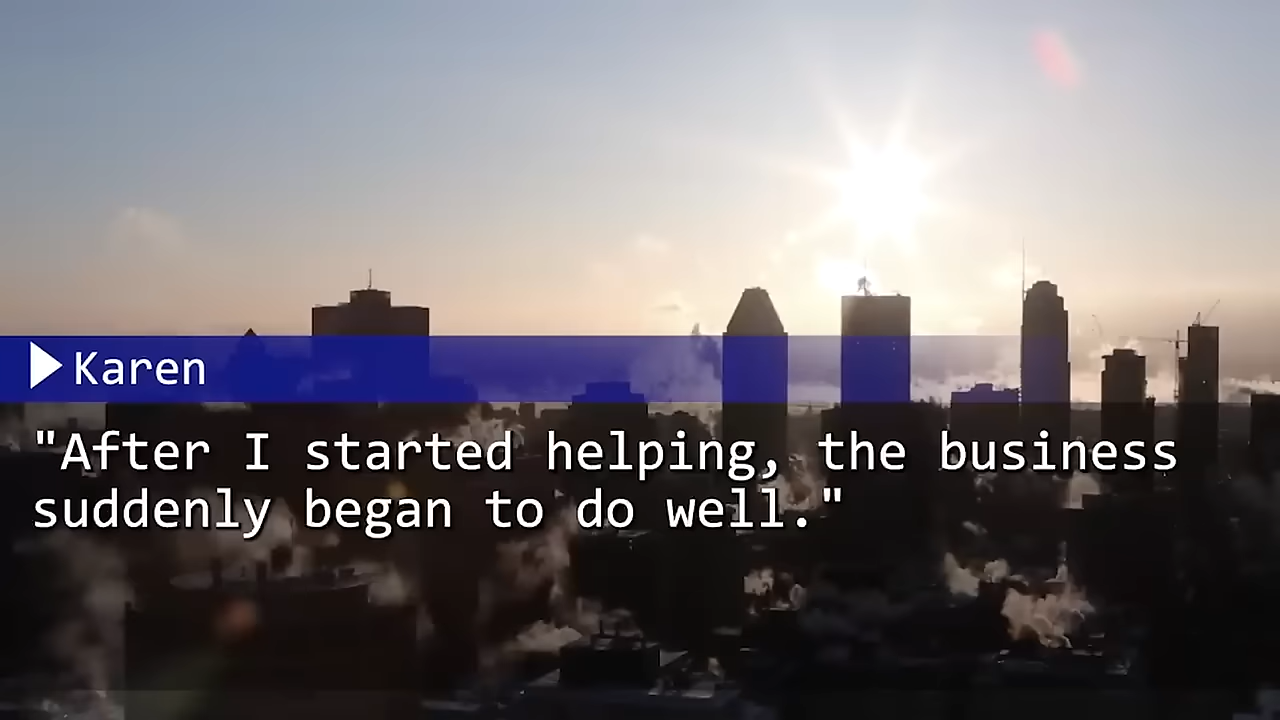 Karen
"After I started helping, the business
suddenly began to do well."